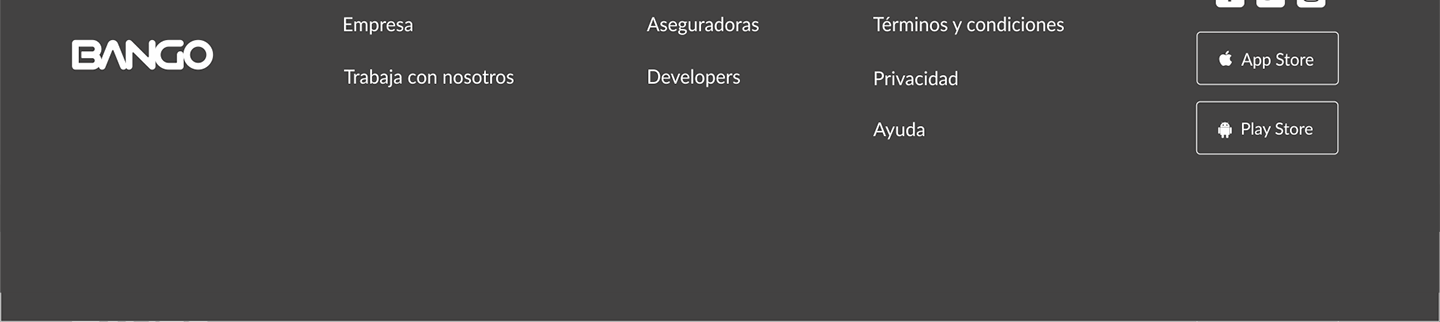 BANGO
Empresa
Trabaja con nosotros
Aseguradoras
Developers
Términos y condiciones
Privacidad
Ayuda
App Store
Play Store